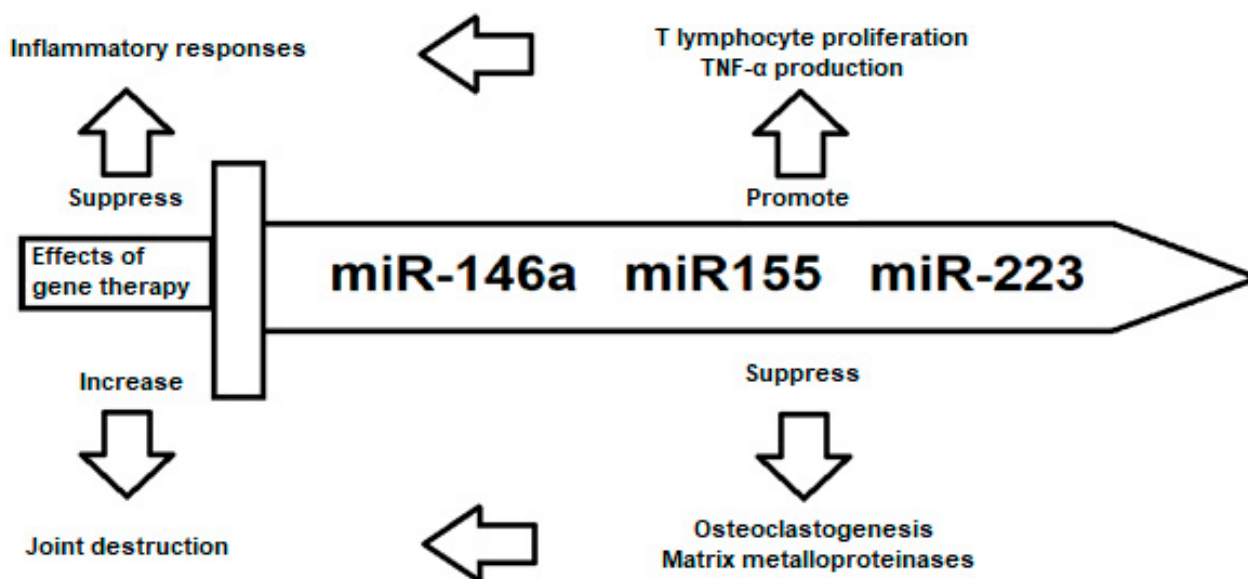 Inflammatory responses
T lymphocyte proliferation
TNF-α production
Suppress
Promote
Effects of
gene therapy
miR-146a miR155 miR-223
Increase
Suppress
Joint destruction
Osteoclastogenesis
Matrix metalloproteinases